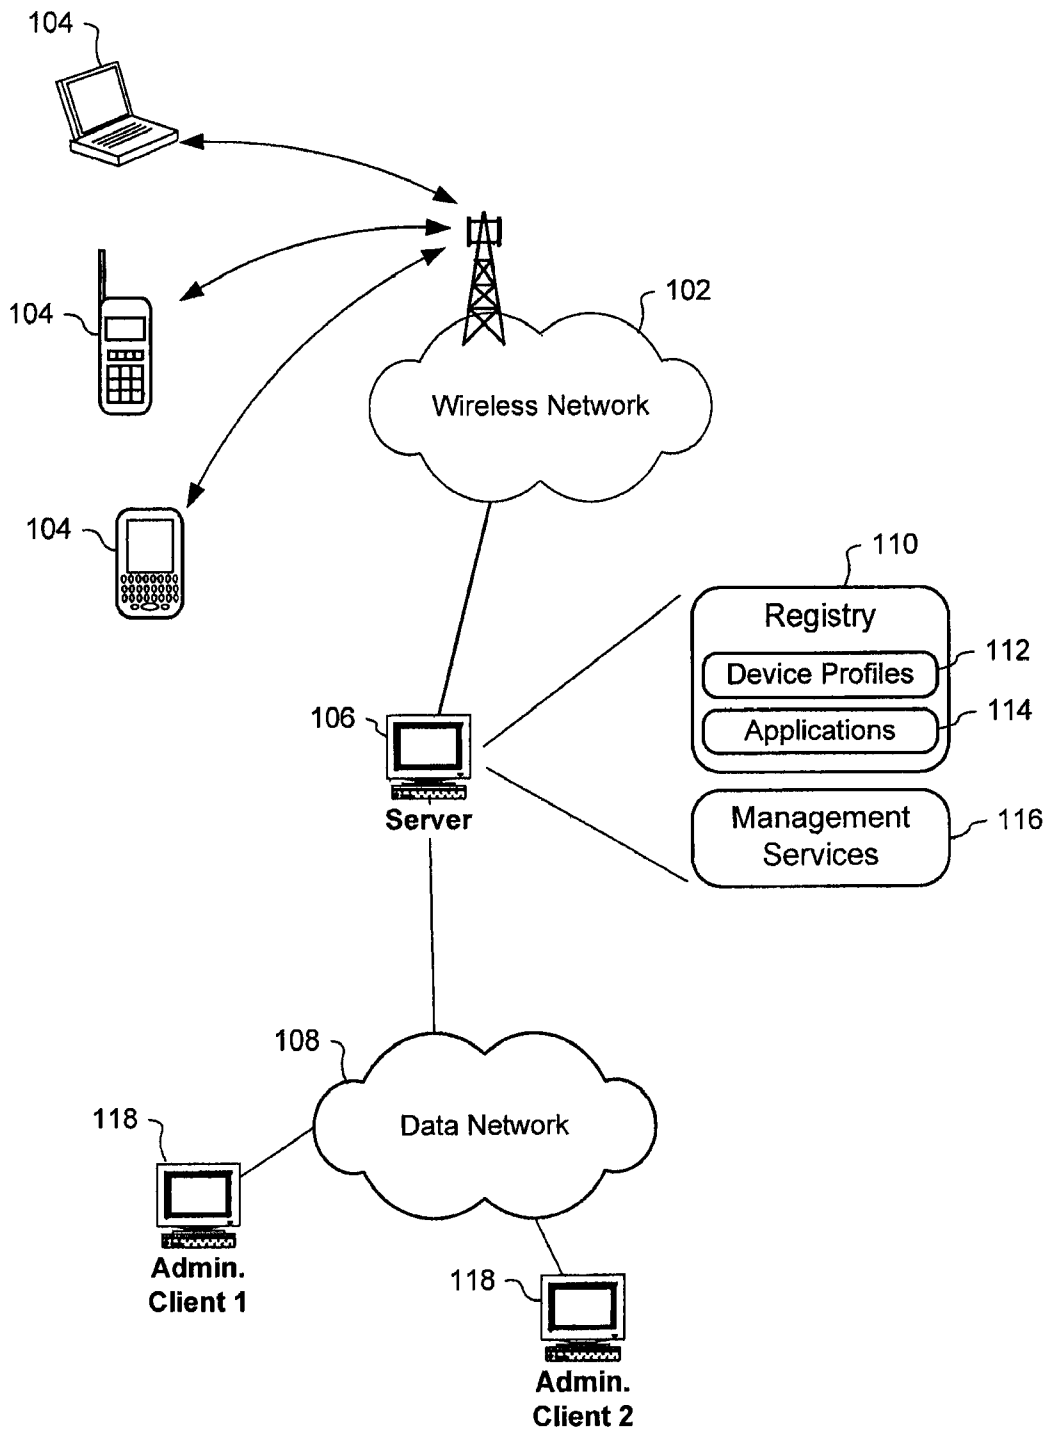 104
104
102
Wireless Network
104
110
Registry
Device Profiles
112
Applications
114
106
Server
Management
Services
116
108
Data Network
118
Admin.
Client 1
118
Admin.
Client 2